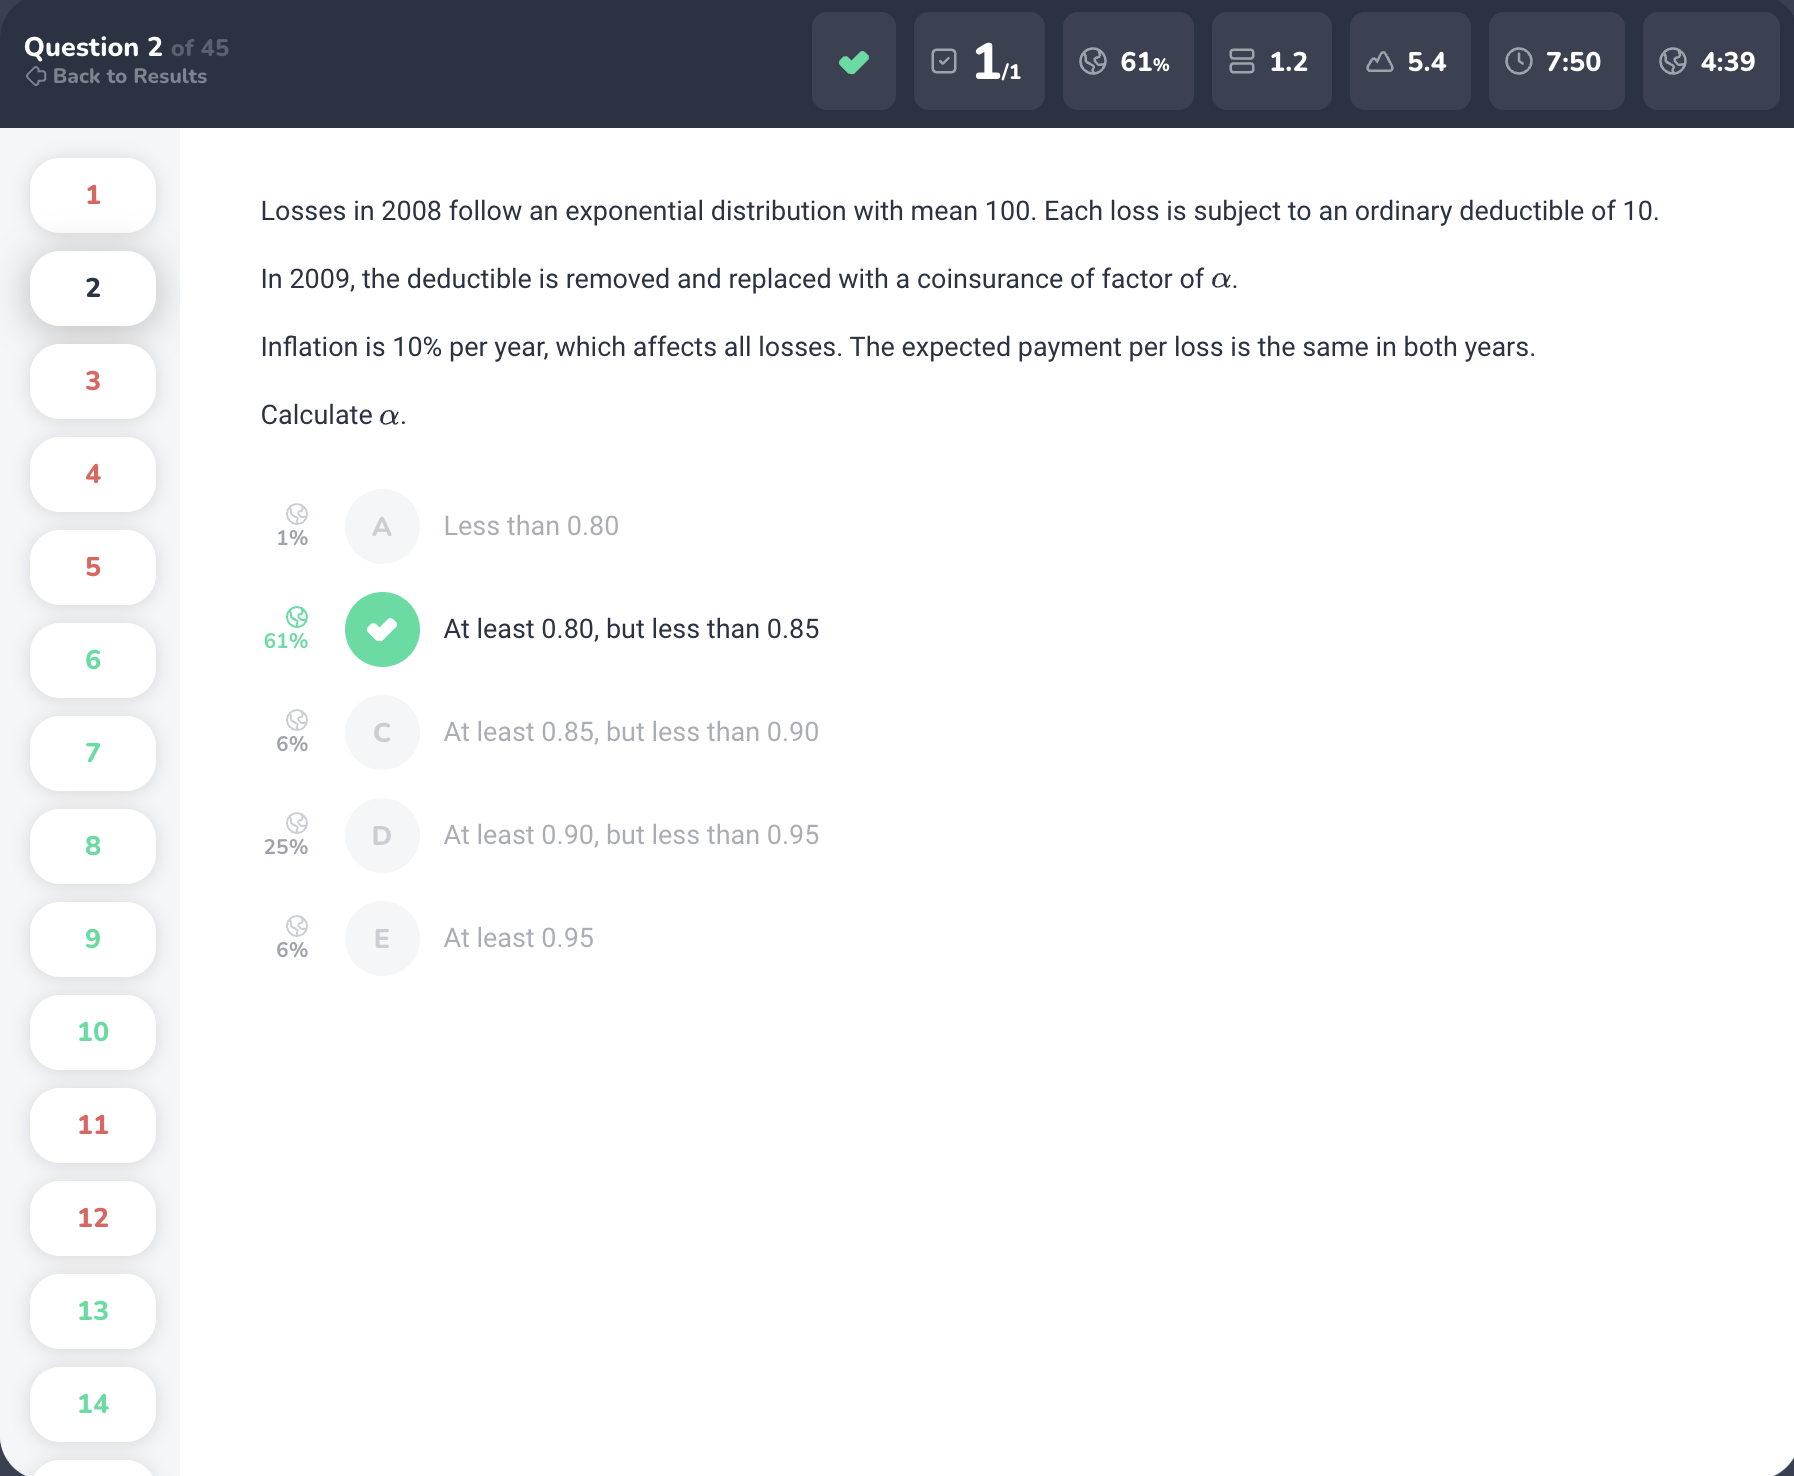 Question 2 of 45
Back to Results
1/1
61%
1.2
5.4
7:50
4:39
1
2
3
4
5
6
7
8
9
10
11
12
13
14
Losses in 2008 follow an exponential distribution with mean 100. Each loss is subject to an ordinary deductible of 10.
In 2009, the deductible is removed and replaced with a coinsurance of factor of α.
Inflation is 10% per year, which affects all losses. The expected payment per loss is the same in both years.
Calculate α.
1% A Less than 0.80
61% At least 0.80, but less than 0.85
6% C At least 0.85, but less than 0.90
25% D At least 0.90, but less than 0.95
6% E At least 0.95